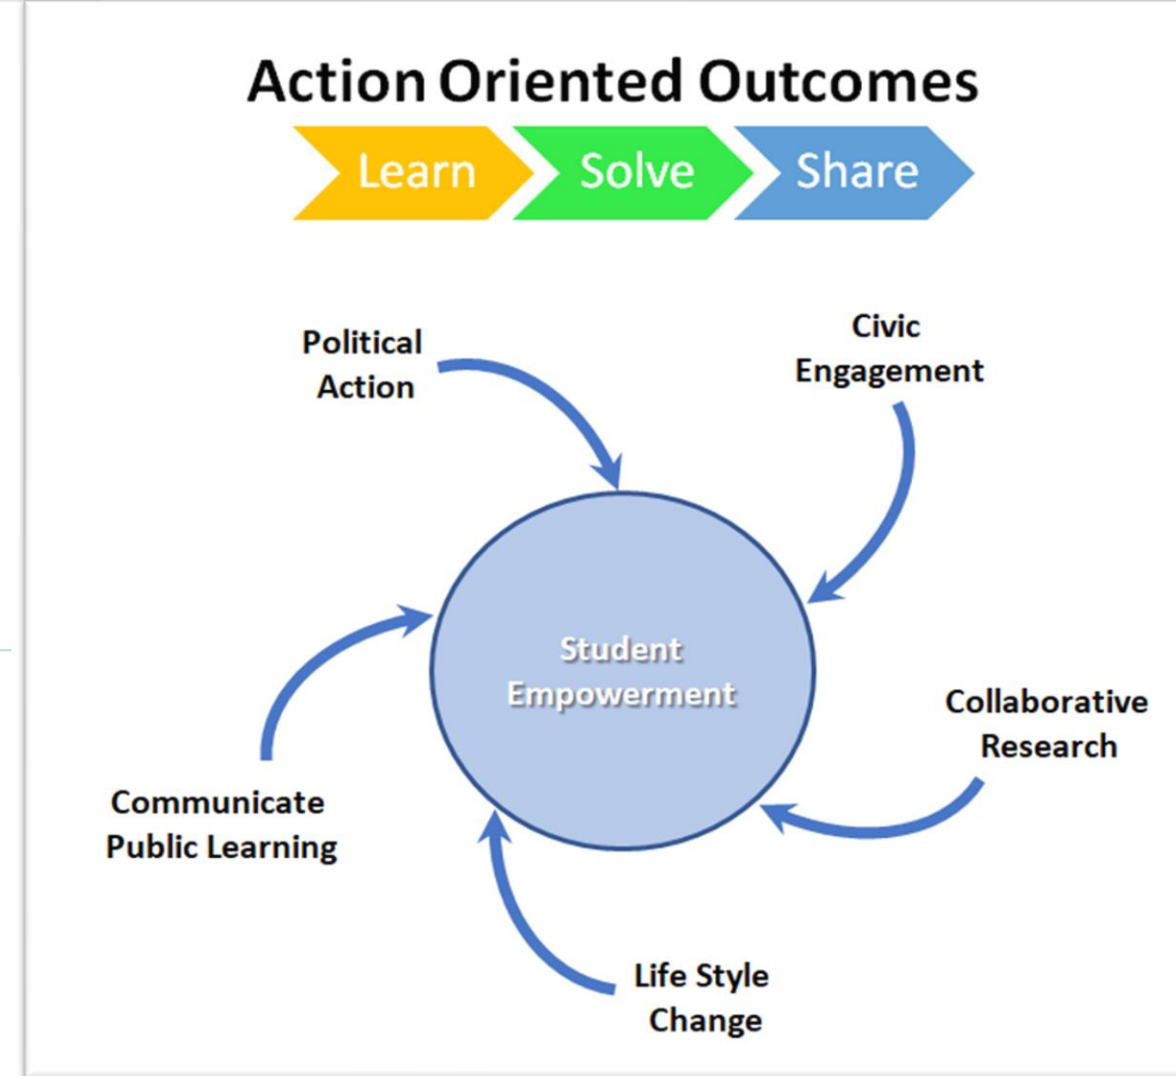 Action Oriented Outcomes
Learn Solve Share
Political
Action
Civic
Engagement
Student
Empowerment
Collaborative
Research
Communicate
Public Learning
Life Style
Change